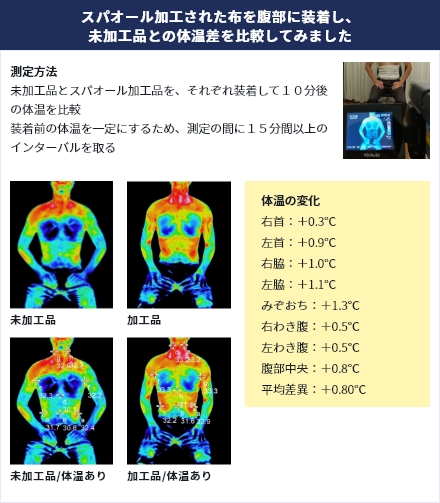 スパオール加工された布を腹部に装着し、
未加工品との体温差を比較してみました
測定方法
未加工品とスパオール加工品を、それぞれ装着して１０分後
の体温を比較
装着前の体温を一定にするため、測定の間に１５分間以上の
インターバルを取る
未加工品
加工品
未加工品/体温あり
加工品/体温あり
体温の変化
右首：＋0.3℃
左首：＋0.9℃
右脇：＋1.0℃
左脇：＋1.1℃
みぞおち：＋1.3℃
右わき腹：＋0.5℃
左わき腹：＋0.5℃
腹部中央：＋0.8℃
平均差異：＋0.80℃